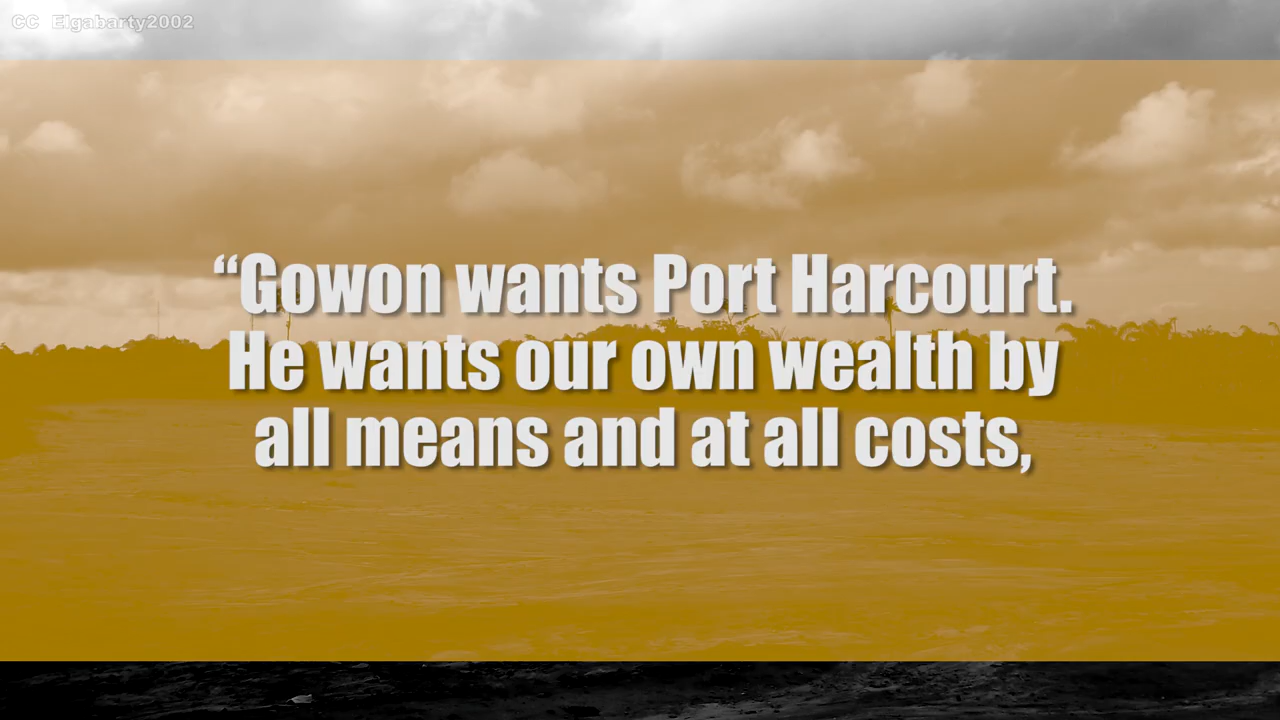 CC Elgabarty2002
“Gowon wants Port Harcourt.
He wants our own wealth by
all means and at all costs,